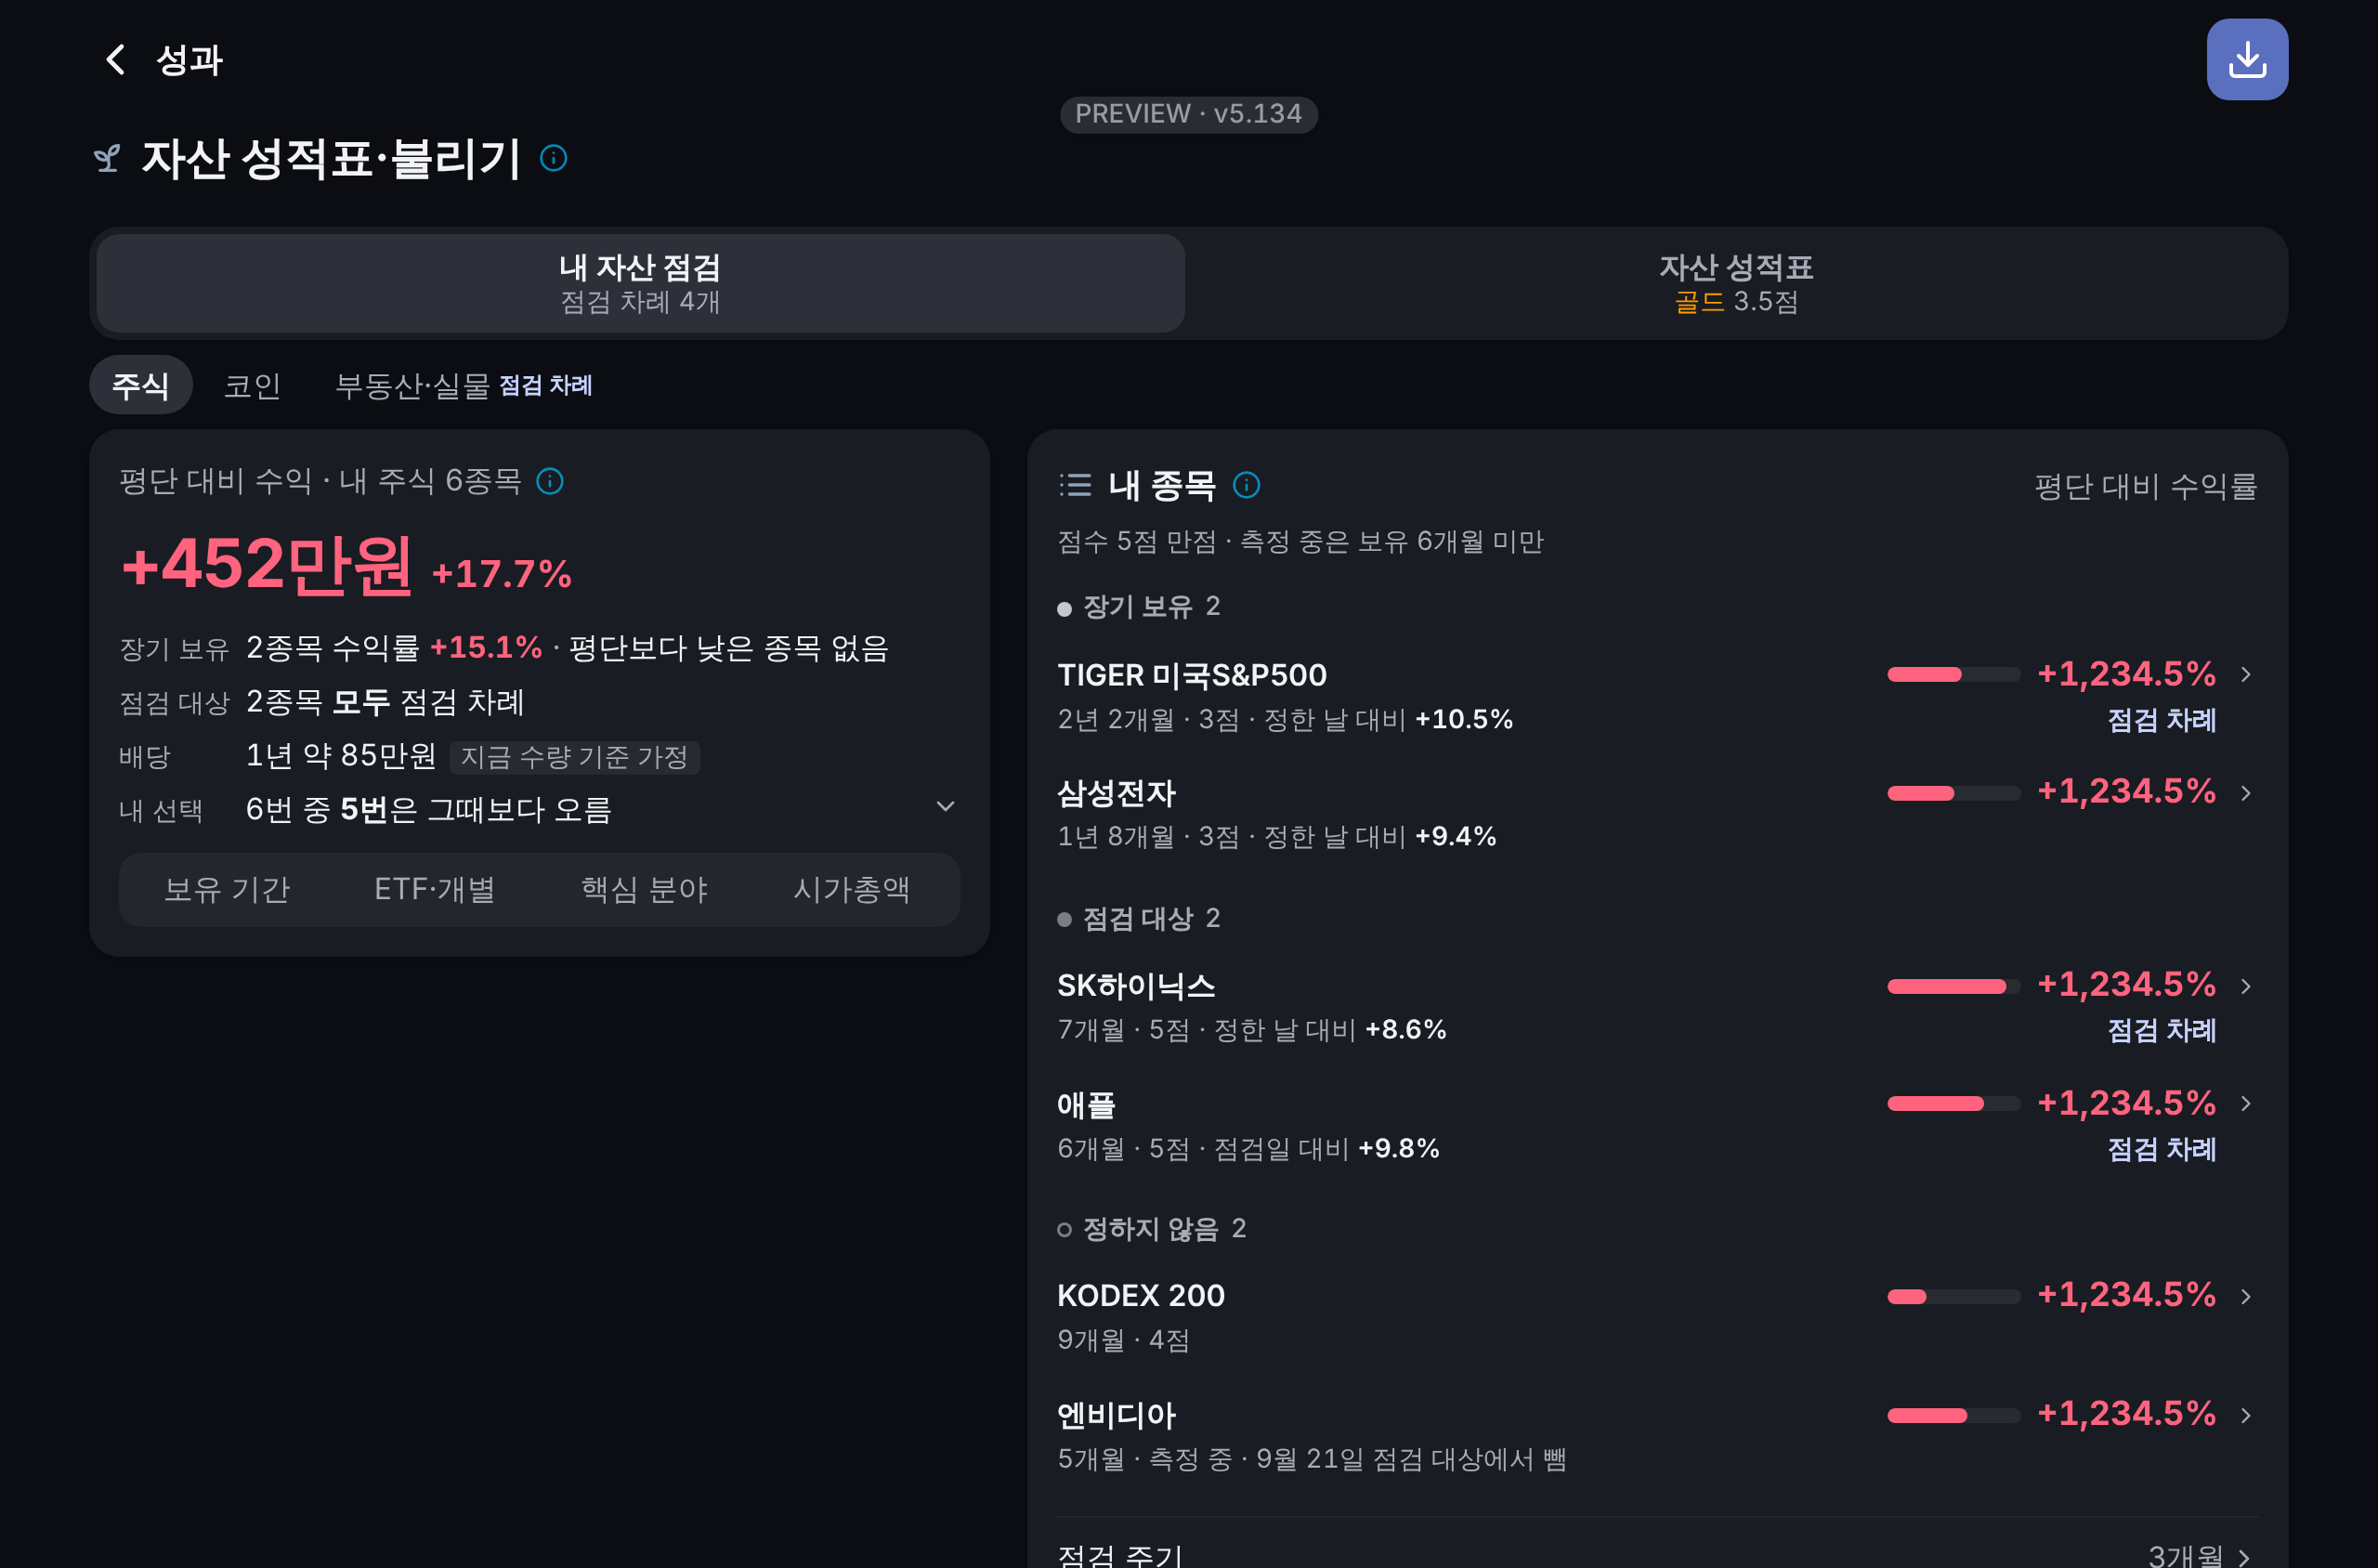 성과
PREVIEW · v5.134
자산 성적표·불리기
내 자산 점검
점검 차례 4개
자산 성적표
골드 3.5점
주식
코인
부동산·실물 점검 차례
평단 대비 수익 · 내 주식 6종목
+452만원 +17.7%
장기 보유 2종목 수익률 +15.1% · 평단보다 낮은 종목 없음
점검 대상 2종목 모두 점검 차례
배당 1년 약 85만원 지금 수량 기준 가정
내 선택 6번 중 5번은 그때보다 오름
보유 기간 ETF·개별 핵심 분야 시가총액
내 종목 평단 대비 수익률
점수 5점 만점 · 측정 중은 보유 6개월 미만
장기 보유 2
TIGER 미국S&P500 +1,234.5%
2년 2개월 · 3점 · 정한 날 대비 +10.5% 점검 차례
삼성전자 +1,234.5%
1년 8개월 · 3점 · 정한 날 대비 +9.4%
점검 대상 2
SK하이닉스 +1,234.5%
7개월 · 5점 · 정한 날 대비 +8.6% 점검 차례
애플 +1,234.5%
6개월 · 5점 · 점검일 대비 +9.8% 점검 차례
정하지 않음 2
KODEX 200 +1,234.5%
9개월 · 4점
엔비디아 +1,234.5%
5개월 · 측정 중 · 9월 21일 점검 대상에서 뺌
점검 주기 3개월